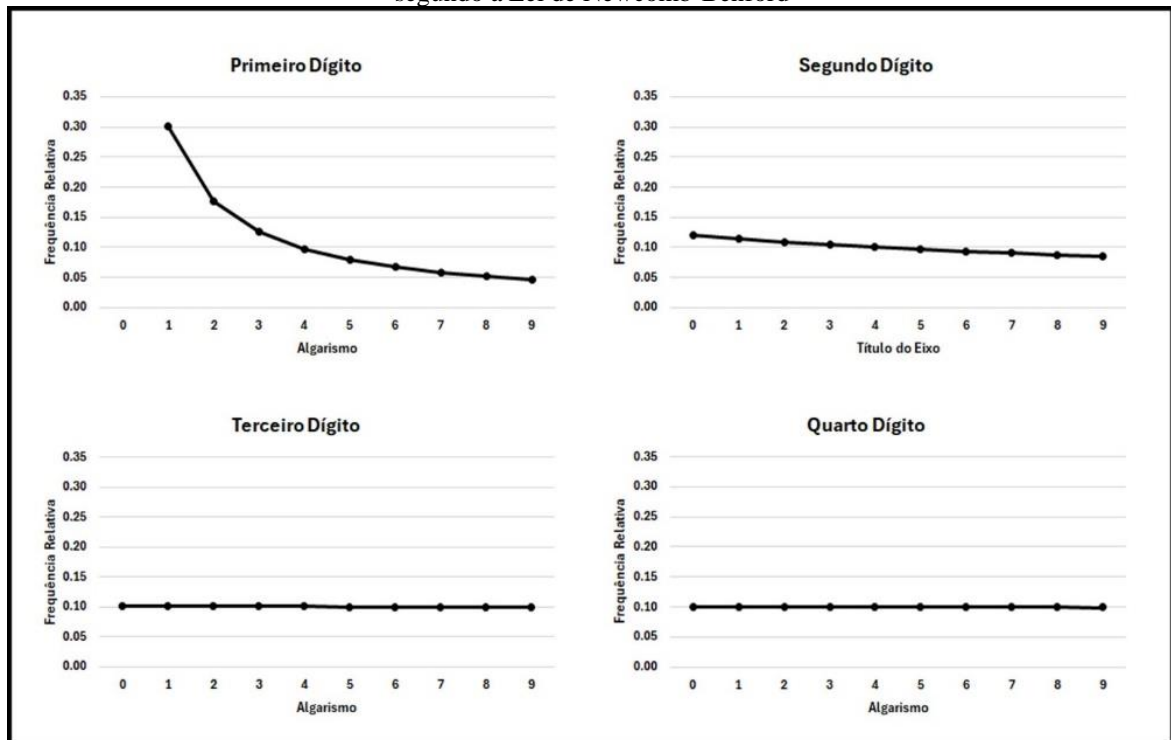 segundo a Lei de Newcomb-Benford
Primeiro Dígito
0.35
0.30
0.25
0.20
0.15
0.10
0.05
0.00
Frequência Relativa
0 1 2 3 4 5 6 7 8 9
Algarismo
Segundo Dígito
0.35
0.30
0.25
0.20
0.15
0.10
0.05
0.00
Frequência Relativa
0 1 2 3 4 5 6 7 8 9
Título do Eixo
Terceiro Dígito
0.35
0.30
0.25
0.20
0.15
0.10
0.05
0.00
Frequência Relativa
0 1 2 3 4 5 6 7 8 9
Algarismo
Quarto Dígito
0.35
0.30
0.25
0.20
0.15
0.10
0.05
0.00
Frequência Relativa
0 1 2 3 4 5 6 7 8 9
Algarismo